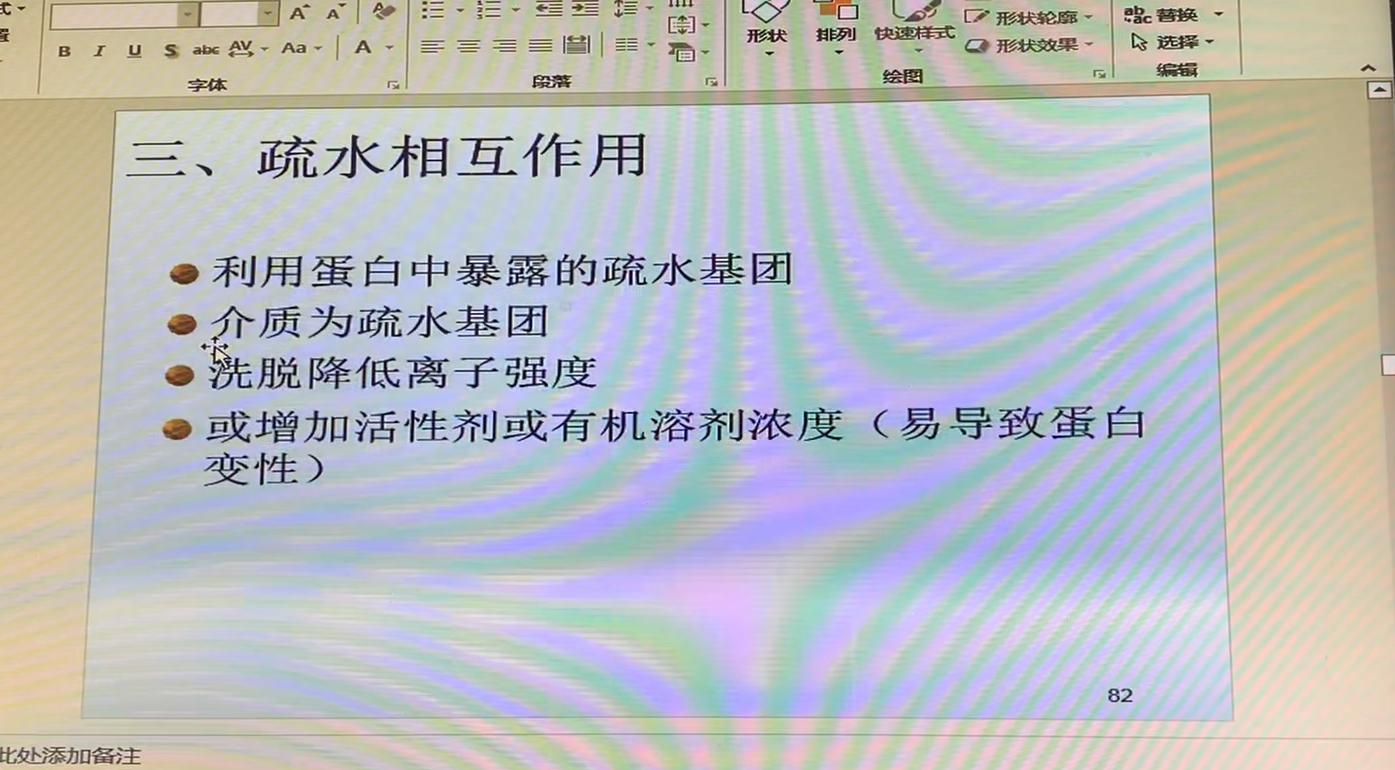 B I U S abc AV Aa A
字体
段落
形状
排列
快速样式
形状轮廓
形状效果
绘图
替换
选择
编辑
三、疏水相互作用
利用蛋白中暴露的疏水基团
介质为疏水基团
洗脱降低离子强度
或增加活性剂或有机溶剂浓度（易导致蛋白
变性）
82
此处添加备注